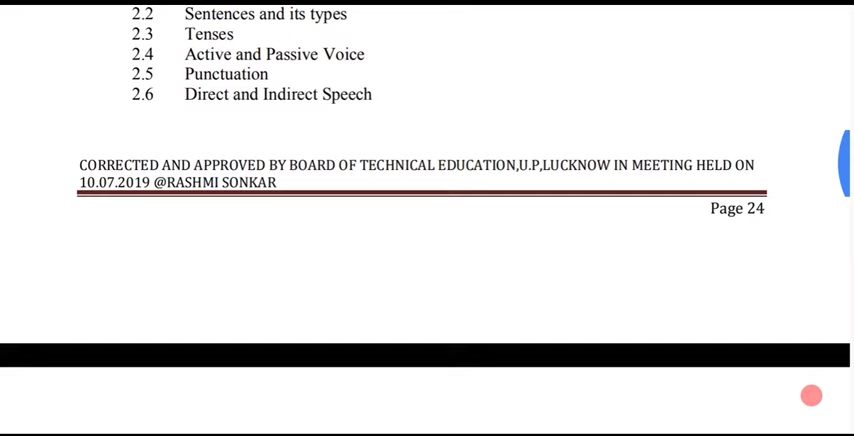 2.2 Sentences and its types
2.3 Tenses
2.4 Active and Passive Voice
2.5 Punctuation
2.6 Direct and Indirect Speech
CORRECTED AND APPROVED BY BOARD OF TECHNICAL EDUCATION,U.P,LUCKNOW IN MEETING HELD ON
10.07.2019 @RASHMI SONKAR
Page 24